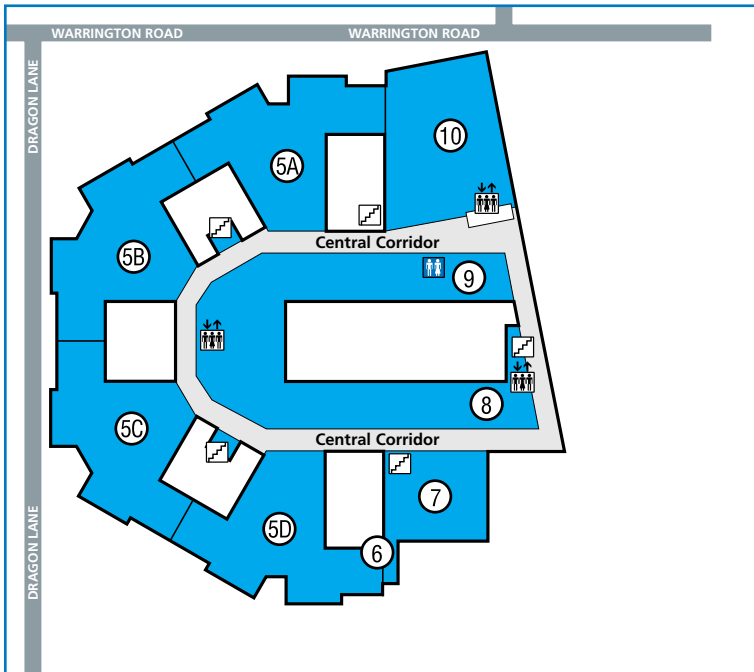 WARRINGTON ROAD
WARRINGTON ROAD
DRAGON LANE
10
5A
Central Corridor
5B
9
8
5C
Central Corridor
7
5D
6
DRAGON LANE